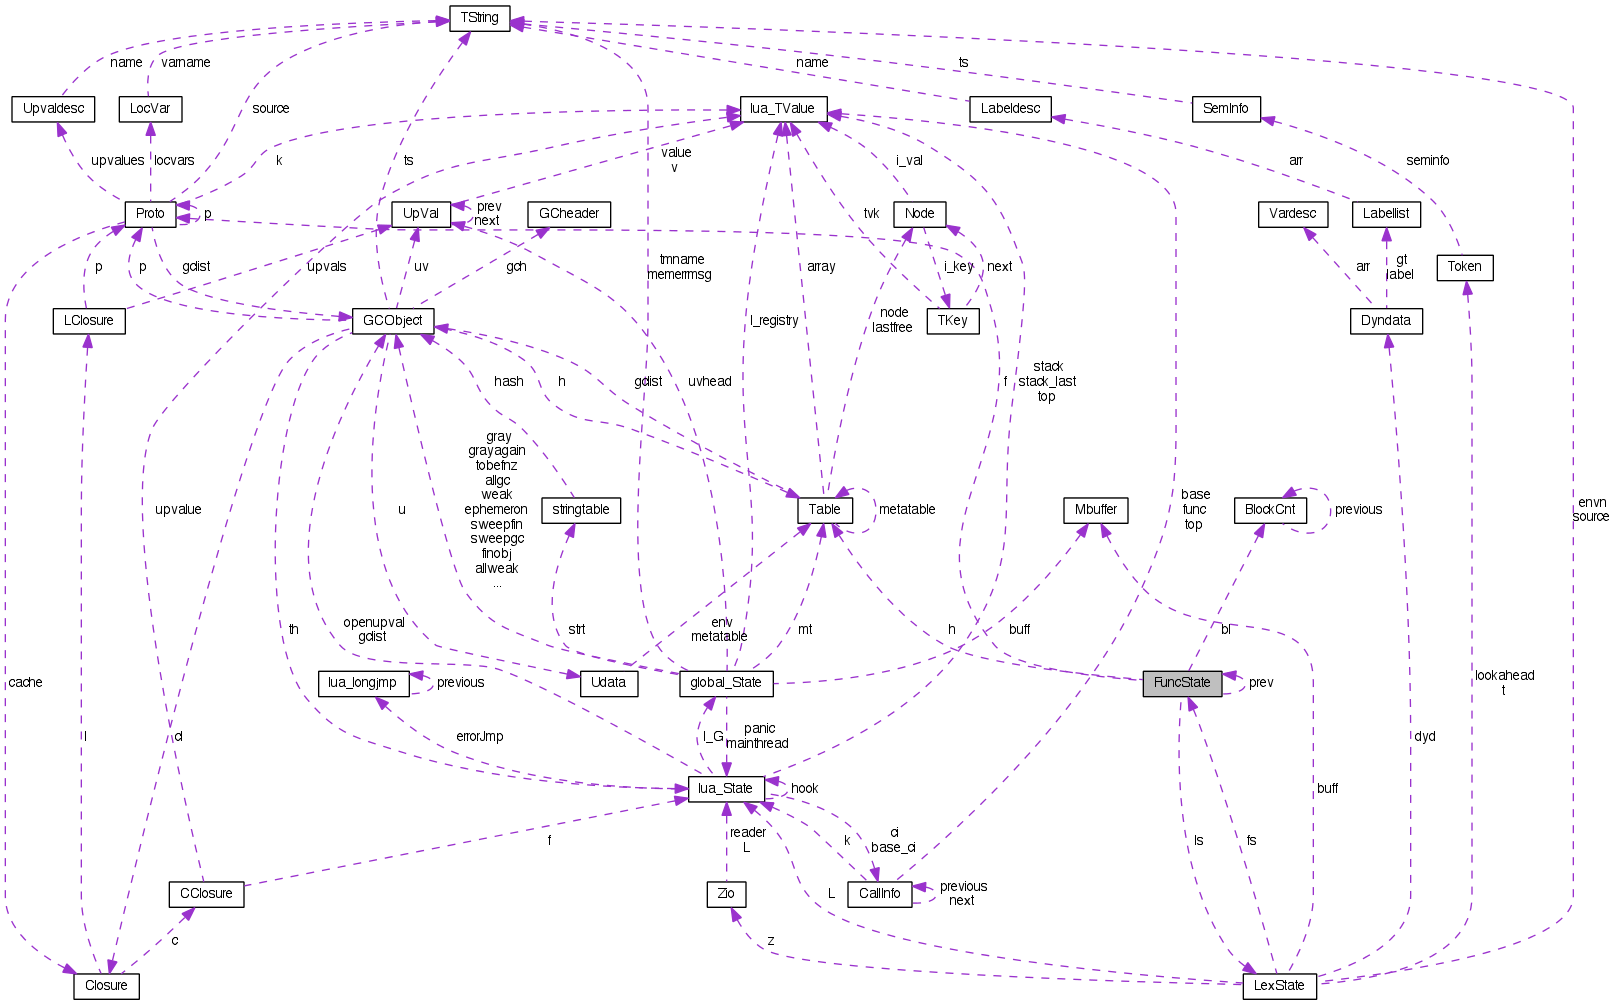 TString
name
varname
name
ts
Upvaldesc
LocVar
source
lua_TValue
Labeldesc
SemInfo
upvalues
locvars
k
ts
value
v
i_val
arr
seminfo
Proto
p
UpVal
prev
next
GCheader
tvk
Node
Vardesc
Labellist
p
p
gclist
upvals
uv
gch
tmname
memerrmsg
array
i_key
next
arr
gt
label
Token
LClosure
GCObject
l_registry
node
lastfree
TKey
Dyndata
hash
h
gclist
uvhead
f
stack
stack_last
top
gray
grayagain
tobefnz
allgc
weak
ephemeron
sweepfin
sweepgc
finobj
allweak
...
upvalue
u
stringtable
Table
metatable
Mbuffer
base
func
top
BlockCnt
previous
envn
source
th
openupval
gclist
strt
env
metatable
mt
h
buff
bl
cache
lua_longjmp
previous
Udata
global_State
FuncState
prev
lookahead
t
l
cl
errorJmp
l_G
panic
mainthread
dyd
lua_State
hook
buff
f
reader
L
k
ci
base_ci
ls
fs
CClosure
Zio
L
CallInfo
previous
next
c
z
Closure
LexState